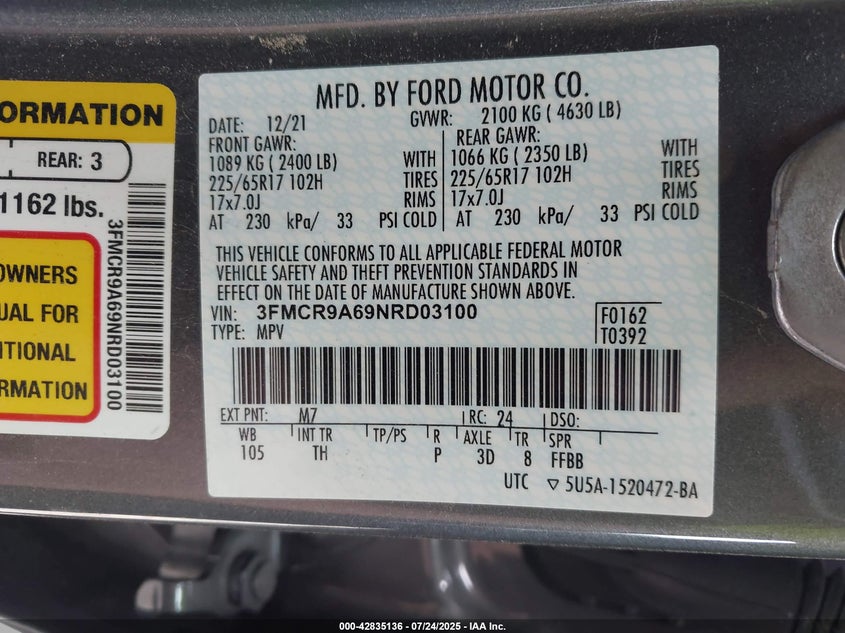 ORMATION
REAR: 3
1162 lbs.
OWNERS
UAL FOR
ITIONAL
ORMATION
3FMCR9A69NRD03100
MFD. BY FORD MOTOR CO.
DATE: 12/21 GVWR: 2100 KG ( 4630 LB)
FRONT GAWR: REAR GAWR:
1089 KG ( 2400 LB) WITH 1066 KG ( 2350 LB) WITH
225/65R17 102H TIRES 225/65R17 102H TIRES
17x7.0J RIMS 17x7.0J RIMS
AT 230 kPa/ 33 PSI COLD AT 230 kPa/ 33 PSI COLD
THIS VEHICLE CONFORMS TO ALL APPLICABLE FEDERAL MOTOR
VEHICLE SAFETY AND THEFT PREVENTION STANDARDS IN
EFFECT ON THE DATE OF MANUFACTURE SHOWN ABOVE.
VIN: 3FMCR9A69NRD03100 F0162
TYPE: MPV T0392
EXT PNT: M7 RC: 24 DSO:
WB INT TR TP/PS R AXLE TR SPR
105 TH P 3D 8 FFBB
UTC ▽ 5U5A-1520472-BA
000-42835136 - 07/24/2025 - IAA Inc.